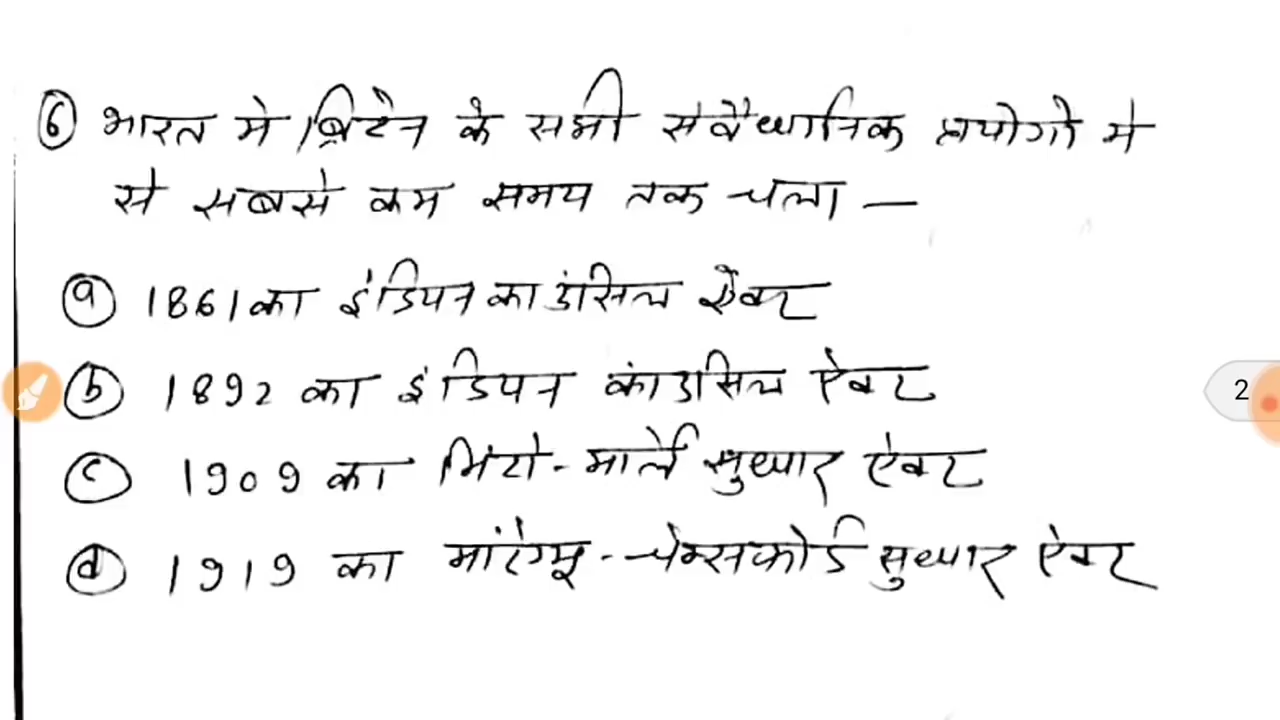 6 भारत मे ब्रिटेन के सभी संवैधानिक प्रयोगो मे
से सबसे कम समय तक चला —
a 1861 का इंडियन काउंसिल ऐक्ट
b 1892 का इंडियन कांउसिल ऐक्ट
c 1909 का मिंटो - मार्ले सुधार ऐक्ट
d 1919 का मांटेग्यू - चेम्सफोर्ड सुधार ऐक्ट
2